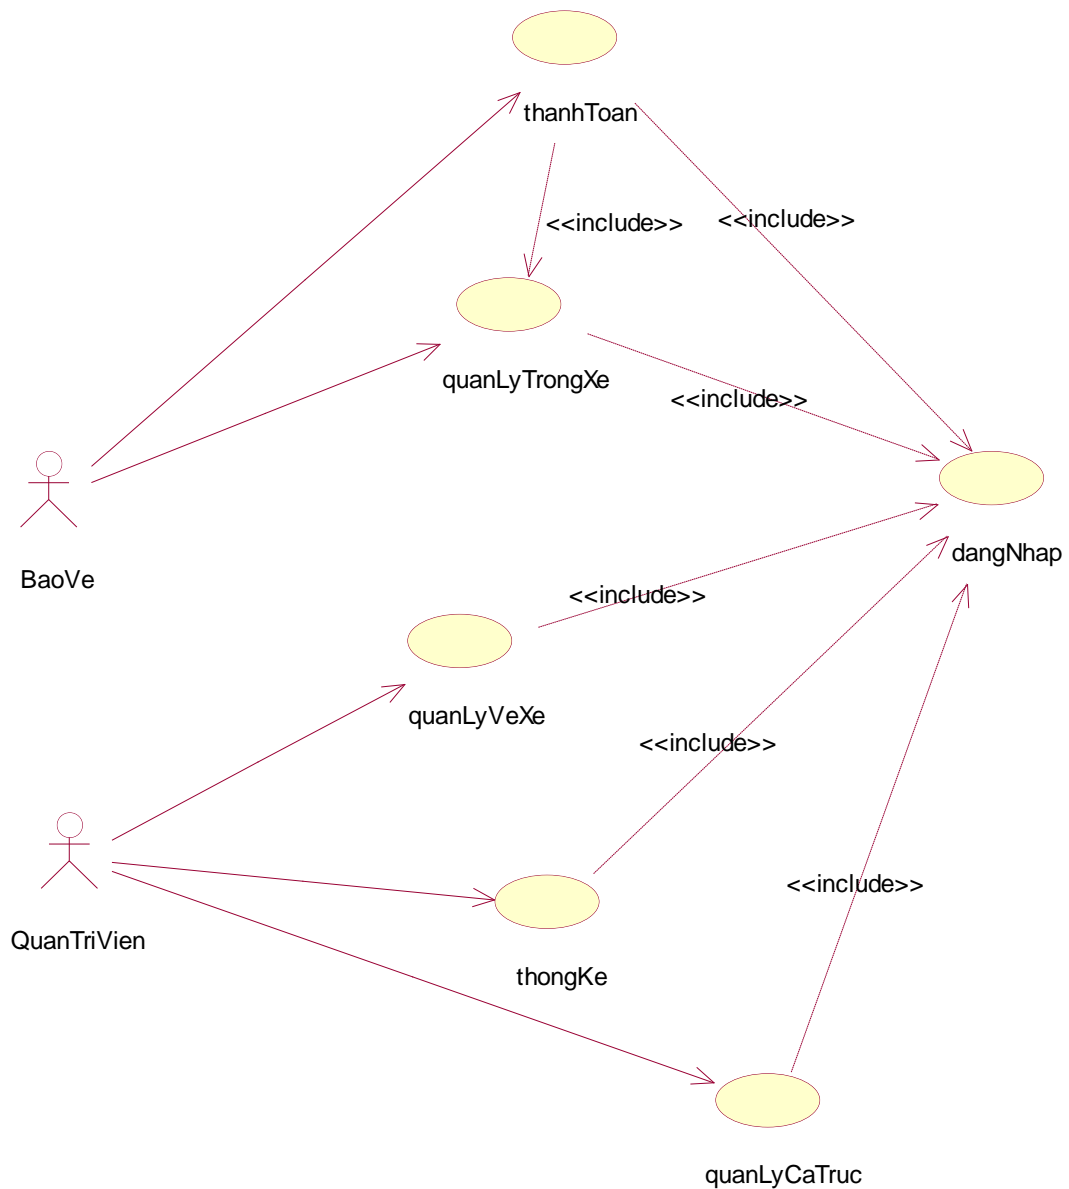 thanhToan
<<include>>
<<include>>
quanLyTrongXe
<<include>>
dangNhap
BaoVe
<<include>>
quanLyVeXe
<<include>>
<<include>>
QuanTriVien
thongKe
quanLyCaTruc